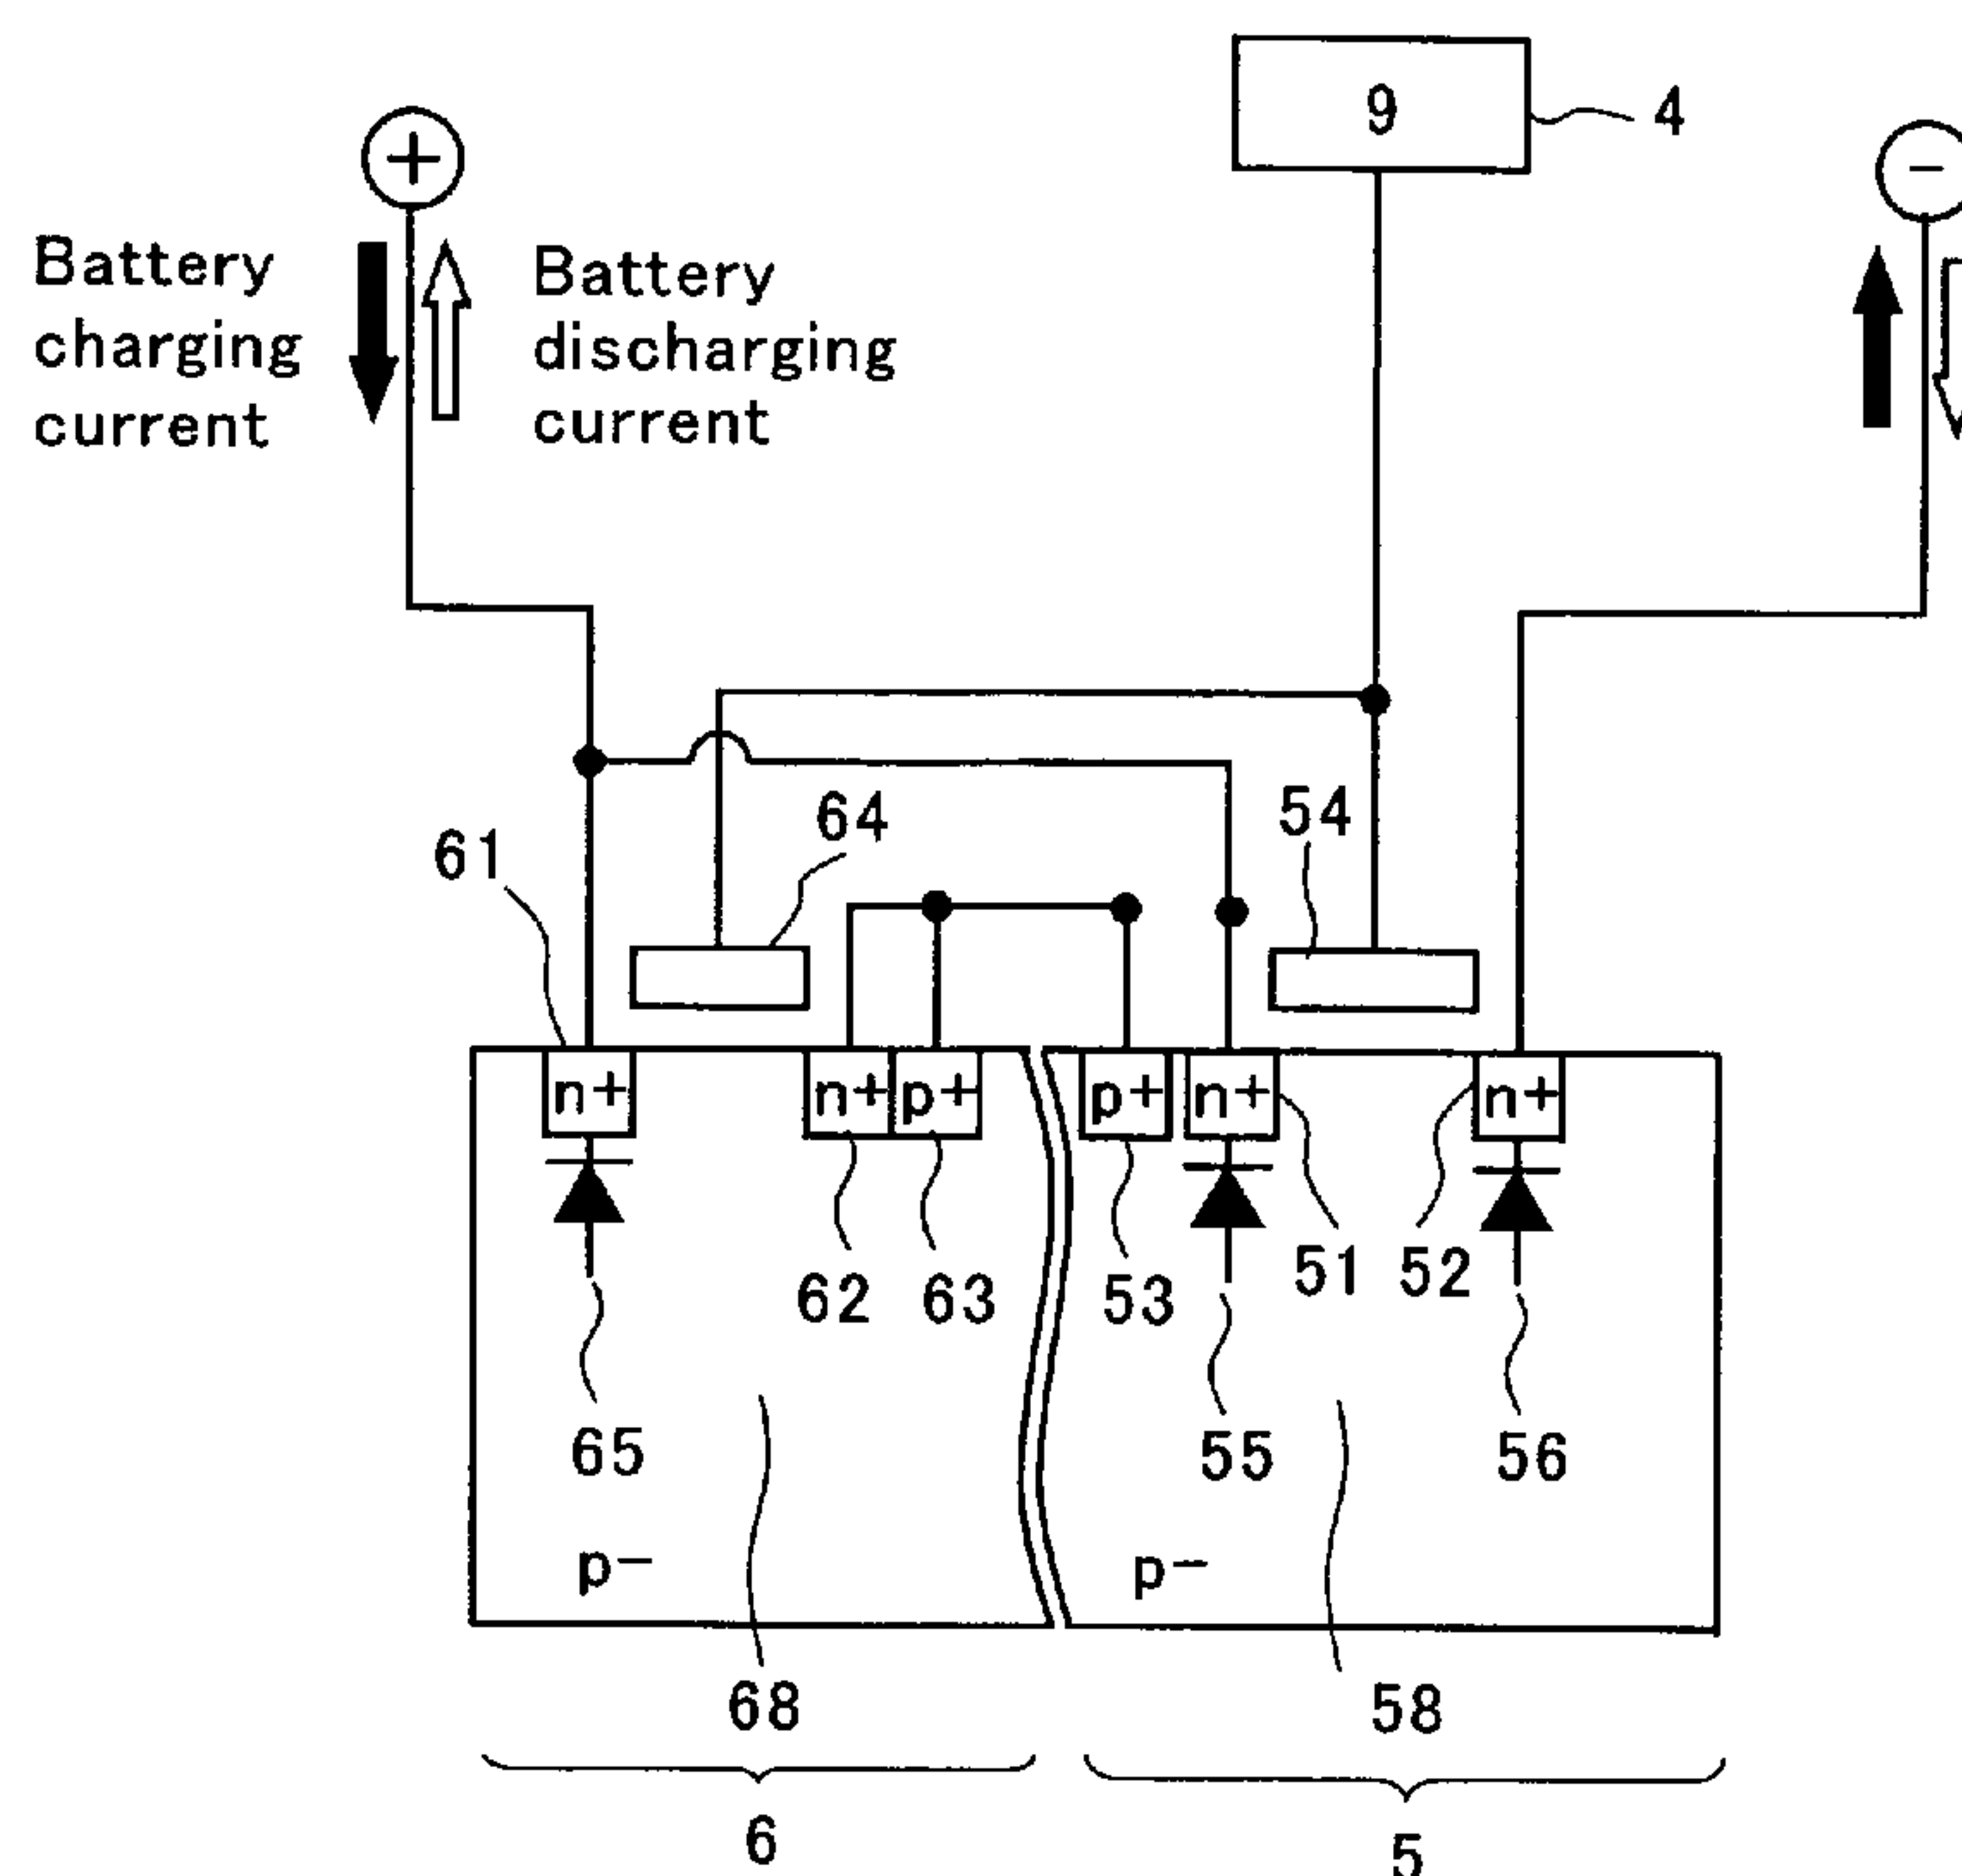 9
4
+
-
Battery
charging
current
Battery
discharging
current
64
54
61
n+
n+
p+
p+
n+
n+
62
63
53
51
52
65
55
56
p-
p-
68
58
6
5